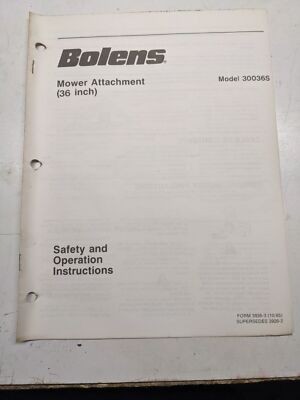 Bolens
Mower Attachment
(36 inch)
Model 30036S
Safety and
Operation
Instructions
FORM 3926-3 (10/85)
SUPERSEDES 3926-2